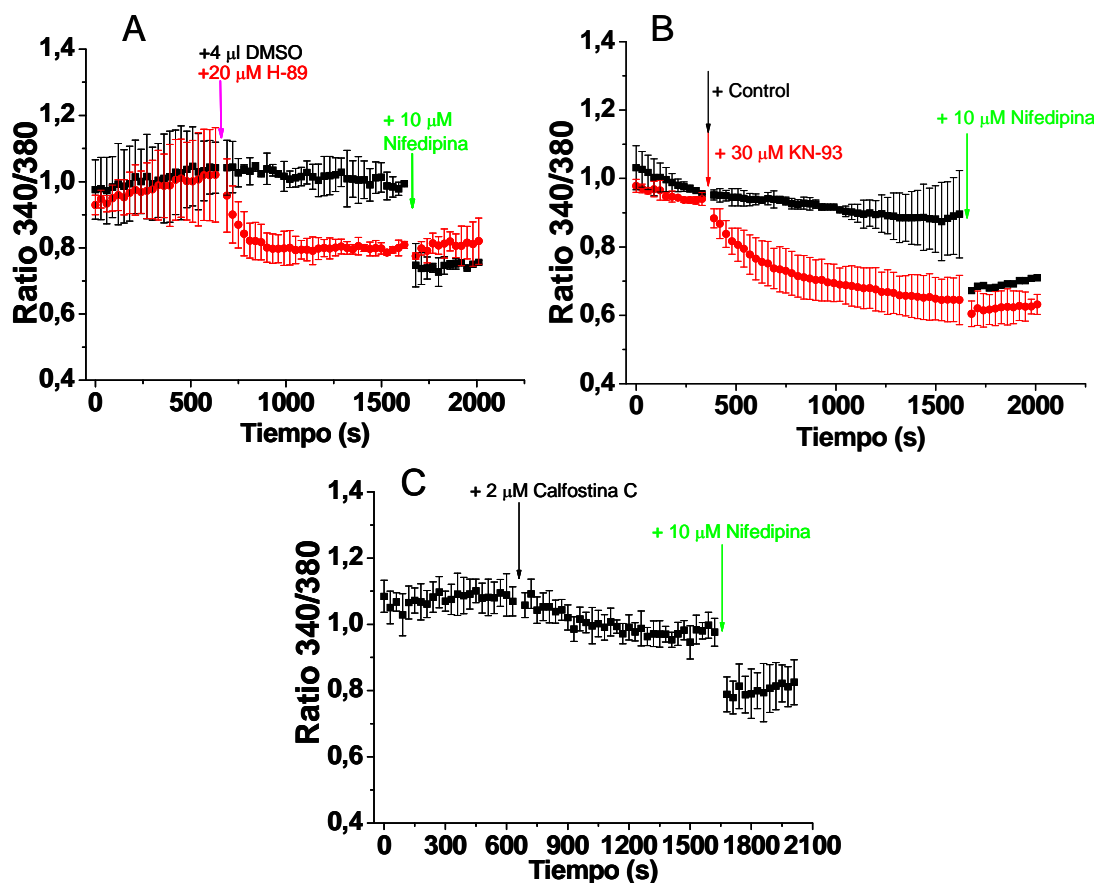 A
+4 μl DMSO
+20 μM H-89
+ 10 μM
Nifedipina
Ratio 340/380
1,4
1,2
1,0
0,8
0,6
0,4
0 500 1000 1500 2000
Tiempo (s)
B
+ Control
+ 30 μM KN-93
+ 10 μM Nifedipina
Ratio 340/380
1,4
1,2
1,0
0,8
0,6
0,4
0 500 1000 1500 2000
Tiempo (s)
C
+ 2 μM Calfostina C
+ 10 μM Nifedipina
Ratio 340/380
1,4
1,2
1,0
0,8
0,6
0,4
0 300 600 900 1200 1500 1800 2100
Tiempo (s)